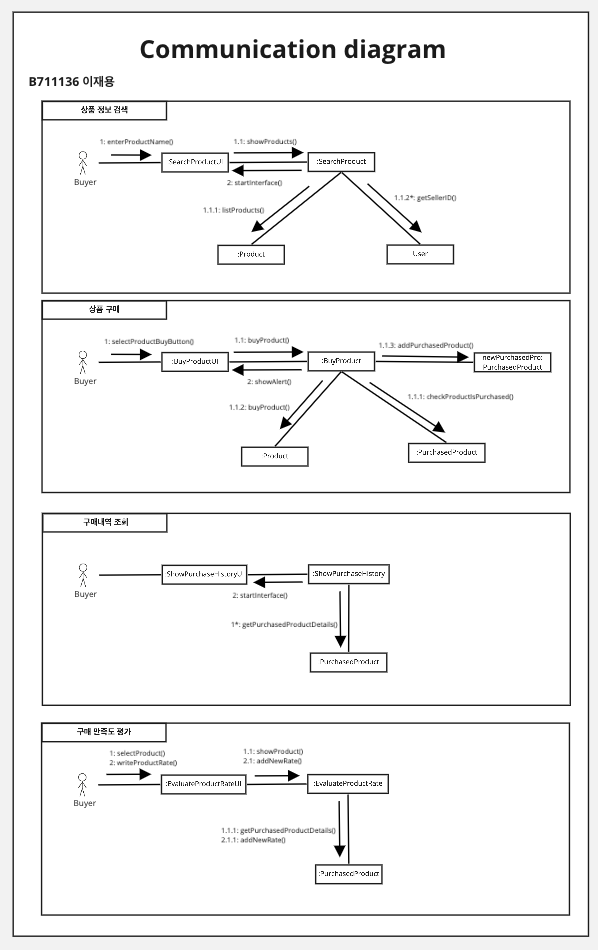 Communication diagram
B711136 이재용
상품 정보 검색
1: enterProductName()
1.1: showProducts()
Buyer
SearchProductUI
:SearchProduct
2: startInterface()
1.1.1: listProducts()
1.1.2*: getSellerID()
:Product
User
상품 구매
1: selectProductBuyButton()
1.1: buyProduct()
1.1.3: addPurchasedProduct()
Buyer
:BuyProductUI
:BuyProduct
newPurchasedPro:
PurchasedProduct
2: showAlert()
1.1.2: buyProduct()
1.1.1: checkProductIsPurchased()
Product
:PurchasedProduct
구매내역 조회
Buyer
ShowPurchaseHistoryUI
:ShowPurchaseHistory
2: startInterface()
1*: getPurchasedProductDetails()
PurchasedProduct
구매 만족도 평가
1: selectProduct()
2: writeProductRate()
1.1: showProduct()
2.1: addNewRate()
Buyer
:EvaluateProductRateUI
:EvaluateProductRate
1.1.1: getPurchasedProductDetails()
2.1.1: addNewRate()
:PurchasedProduct